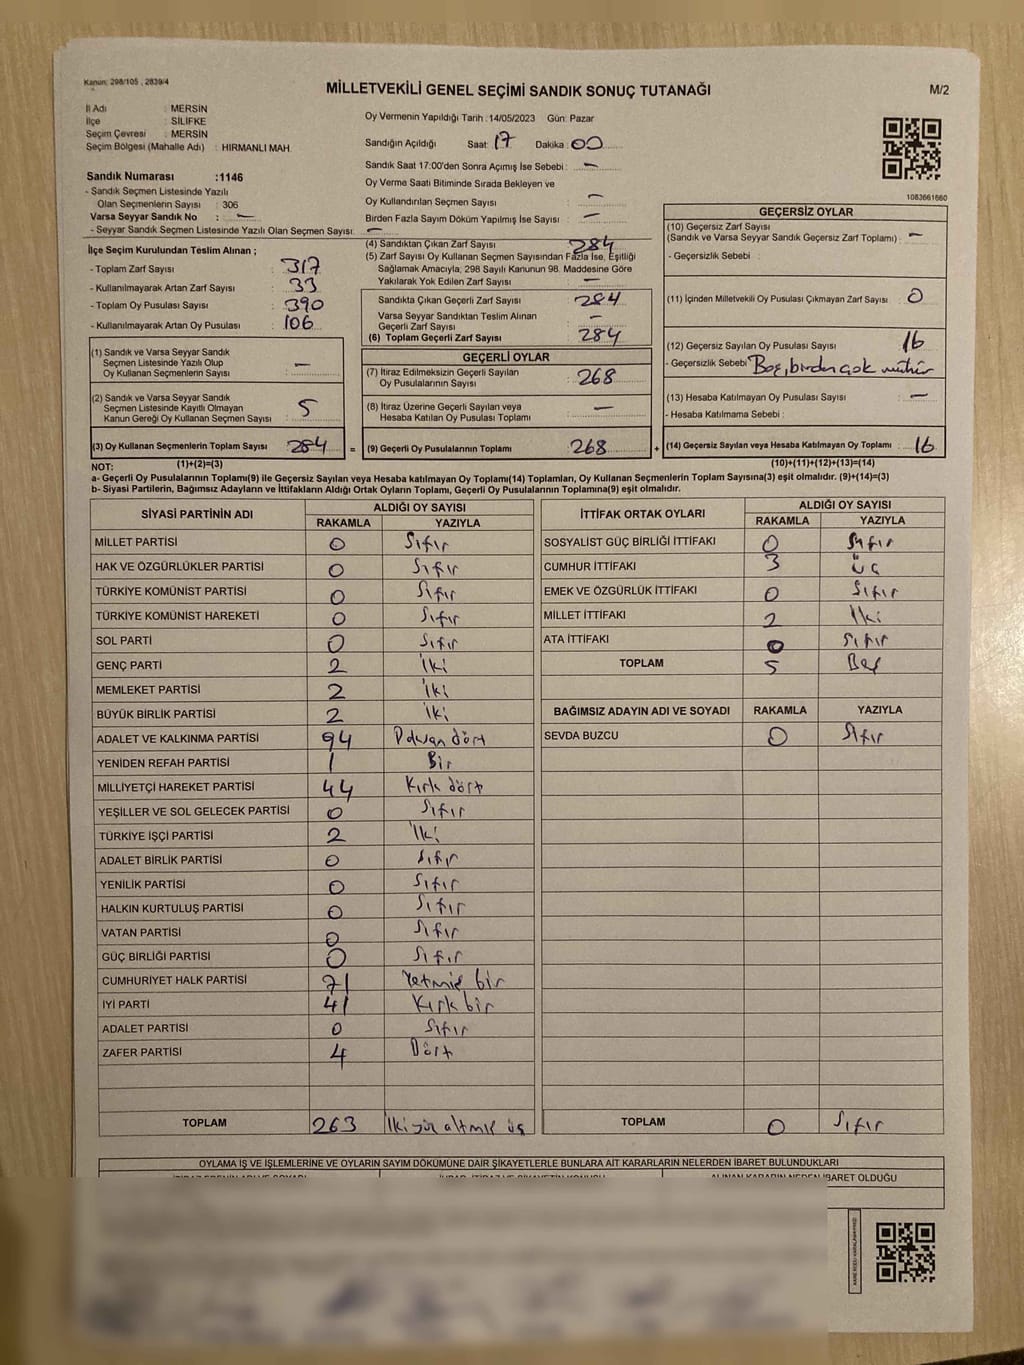 Kanun: 298/105 , 2839/4
MİLLETVEKİLİ GENEL SEÇİMİ SANDIK SONUÇ TUTANAĞI
M/2
İl Adı : MERSİN
İlçe : SİLİFKE
Seçim Çevresi : MERSİN
Seçim Bölgesi (Mahalle Adı) : HIRMANLI MAH.
Sandık Numarası :1146
- Sandık Seçmen Listesinde Yazılı
Olan Seçmenlerin Sayısı : 306
Varsa Seyyar Sandık No : —
- Seyyar Sandık Seçmen Listesinde Yazılı Olan Seçmen Sayısı: —
Oy Vermenin Yapıldığı Tarih :14/05/2023 Gün: Pazar
Sandığın Açıldığı Saat: 17 Dakika: 00
Sandık Saat 17:00'den Sonra Açımış İse Sebebi : —
Oy Verme Saati Bitiminde Sırada Bekleyen ve
Oy Kullandırılan Seçmen Sayısı : —
Birden Fazla Sayım Döküm Yapılmış İse Sayısı : —
1083661660
İlçe Seçim Kurulundan Teslim Alınan ;
- Toplam Zarf Sayısı : 317
- Kullanılmayarak Artan Zarf Sayısı : 33
- Toplam Oy Pusulası Sayısı : 390
- Kullanılmayarak Artan Oy Pusulası : 106
(4) Sandıktan Çıkan Zarf Sayısı : 284
(5) Zarf Sayısı Oy Kullanan Seçmen Sayısından Fazla İse, Eşitliği
Sağlamak Amacıyla, 298 Sayılı Kanunun 98. Maddesine Göre
Yakılarak Yok Edilen Zarf Sayısı : —
Sandıkta Çıkan Geçerli Zarf Sayısı : 284
Varsa Seyyar Sandıktan Teslim Alınan
Geçerli Zarf Sayısı : —
(6) Toplam Geçerli Zarf Sayısı : 284
GEÇERSİZ OYLAR
(10) Geçersiz Zarf Sayısı
(Sandık ve Varsa Seyyar Sandık Geçersiz Zarf Toplamı) : —
- Geçersizlik Sebebi :
(11) İçinden Milletvekili Oy Pusulası Çıkmayan Zarf Sayısı : 0
(12) Geçersiz Sayılan Oy Pusulası Sayısı : 16
- Geçersizlik Sebebi : Boş, birden çok mühür
(13) Hesaba Katılmayan Oy Pusulası Sayısı : —
- Hesaba Katılmama Sebebi :
(14) Geçersiz Sayılan veya Hesaba Katılmayan Oy Toplamı : 16
(10)+(11)+(12)+(13)=(14)
(1) Sandık ve Varsa Seyyar Sandık
Seçmen Listesinde Yazılı Olup
Oy Kullanan Seçmenlerin Sayısı : —
(2) Sandık ve Varsa Seyyar Sandık
Seçmen Listesinde Kayıtlı Olmayan
Kanun Gereği Oy Kullanan Seçmen Sayısı : 5
(3) Oy Kullanan Seçmenlerin Toplam Sayısı : 284
(1)+(2)=(3)
GEÇERLİ OYLAR
(7) İtiraz Edilmeksizin Geçerli Sayılan
Oy Pusulalarının Sayısı : 268
(8) İtiraz Üzerine Geçerli Sayılan veya
Hesaba Katılan Oy Pusulası Toplamı : —
= (9) Geçerli Oy Pusulalarının Toplamı : 268 +
NOT:
a- Geçerli Oy Pusulalarının Toplamı(9) ile Geçersiz Sayılan veya Hesaba katılmayan Oy Toplamı(14) Toplamları, Oy Kullanan Seçmenlerin Toplam Sayısına(3) eşit olmalıdır. (9)+(14)=(3)
b- Siyasi Partilerin, Bağımsız Adayların ve İttifakların Aldığı Ortak Oyların Toplamı, Geçerli Oy Pusulalarının Toplamına(9) eşit olmalıdır.
SİYASİ PARTİNİN ADI ALDIĞI OY SAYISI
RAKAMLA YAZIYLA
MİLLET PARTİSİ 0 Sıfır
HAK VE ÖZGÜRLÜKLER PARTİSİ 0 Sıfır
TÜRKİYE KOMÜNİST PARTİSİ 0 Sıfır
TÜRKİYE KOMÜNİST HAREKETİ 0 Sıfır
SOL PARTİ 0 Sıfır
GENÇ PARTİ 2 İki
MEMLEKET PARTİSİ 2 İki
BÜYÜK BİRLİK PARTİSİ 2 İki
ADALET VE KALKINMA PARTİSİ 94 Doksan dört
YENİDEN REFAH PARTİSİ 1 Bir
MİLLİYETÇİ HAREKET PARTİSİ 44 Kırk dört
YEŞİLLER VE SOL GELECEK PARTİSİ 0 Sıfır
TÜRKİYE İŞÇİ PARTİSİ 2 İki
ADALET BİRLİK PARTİSİ 0 Sıfır
YENİLİK PARTİSİ 0 Sıfır
HALKIN KURTULUŞ PARTİSİ 0 Sıfır
VATAN PARTİSİ 0 Sıfır
GÜÇ BİRLİĞİ PARTİSİ 0 Sıfır
CUMHURİYET HALK PARTİSİ 71 Yetmiş bir
İYİ PARTİ 41 Kırk bir
ADALET PARTİSİ 0 Sıfır
ZAFER PARTİSİ 4 Dört
TOPLAM 263 İki yüz altmış üç
İTTİFAK ORTAK OYLARI ALDIĞI OY SAYISI
RAKAMLA YAZIYLA
SOSYALIST GÜÇ BİRLİĞİ İTTİFAKI 0 Sıfır
CUMHUR İTTİFAKI 3 üç
EMEK VE ÖZGÜRLÜK İTTİFAKI 0 Sıfır
MİLLET İTTİFAKI 2 İki
ATA İTTİFAKI 0 Sıfır
TOPLAM 5 Beş
BAĞIMSIZ ADAYIN ADI VE SOYADI RAKAMLA YAZIYLA
SEVDA BUZCU 0 Sıfır
TOPLAM 0 Sıfır
OYLAMA İŞ VE İŞLEMLERİNE VE OYLARIN SAYIM DÖKÜMÜNE DAİR ŞİKAYETLERLE BUNLARA AİT KARARLARIN NELERDEN İBARET BULUNDUKLARI
ALINAN KARARIN NEDEN İBARET OLDUĞU